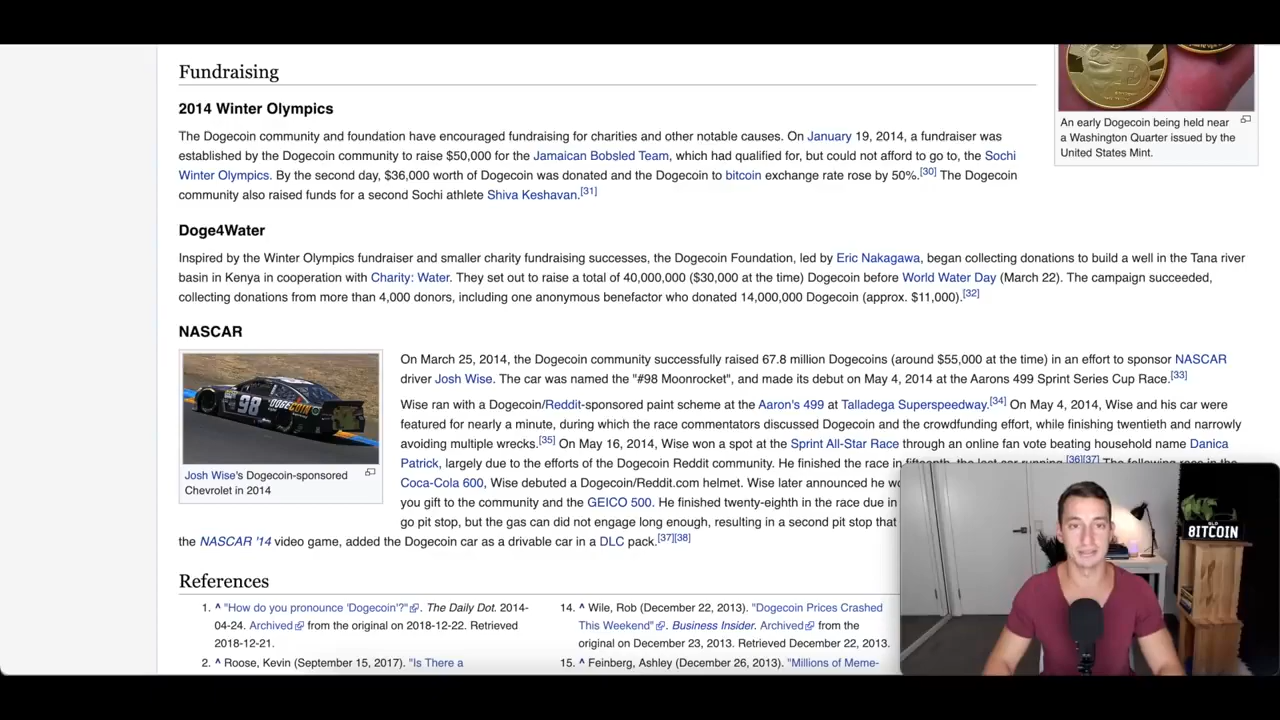 Fundraising
An early Dogecoin being held near
a Washington Quarter issued by the
United States Mint.
2014 Winter Olympics
The Dogecoin community and foundation have encouraged fundraising for charities and other notable causes. On January 19, 2014, a fundraiser was
established by the Dogecoin community to raise $50,000 for the Jamaican Bobsled Team, which had qualified for, but could not afford to go to, the Sochi
Winter Olympics. By the second day, $36,000 worth of Dogecoin was donated and the Dogecoin to bitcoin exchange rate rose by 50%.[30] The Dogecoin
community also raised funds for a second Sochi athlete Shiva Keshavan.[31]
Doge4Water
Inspired by the Winter Olympics fundraiser and smaller charity fundraising successes, the Dogecoin Foundation, led by Eric Nakagawa, began collecting donations to build a well in the Tana river
basin in Kenya in cooperation with Charity: Water. They set out to raise a total of 40,000,000 ($30,000 at the time) Dogecoin before World Water Day (March 22). The campaign succeeded,
collecting donations from more than 4,000 donors, including one anonymous benefactor who donated 14,000,000 Dogecoin (approx. $11,000).[32]
NASCAR
98
DOGECOIN
Josh Wise's Dogecoin-sponsored
Chevrolet in 2014
On March 25, 2014, the Dogecoin community successfully raised 67.8 million Dogecoins (around $55,000 at the time) in an effort to sponsor NASCAR
driver Josh Wise. The car was named the "#98 Moonrocket", and made its debut on May 4, 2014 at the Aarons 499 Sprint Series Cup Race.[33]
Wise ran with a Dogecoin/Reddit-sponsored paint scheme at the Aaron's 499 at Talladega Superspeedway.[34] On May 4, 2014, Wise and his car were
featured for nearly a minute, during which the race commentators discussed Dogecoin and the crowdfunding effort, while finishing twentieth and narrowly
avoiding multiple wrecks.[35] On May 16, 2014, Wise won a spot at the Sprint All-Star Race through an online fan vote beating household name Danica
Patrick, largely due to the efforts of the Dogecoin Reddit community. He finished the race in fifteenth, the last car running.[36][37] The following race in the
Coca-Cola 600, Wise debuted a Dogecoin/Reddit.com helmet. Wise later announced he wo
you gift to the community and the GEICO 500. He finished twenty-eighth in the race due in
go pit stop, but the gas can did not engage long enough, resulting in a second pit stop that
the NASCAR '14 video game, added the Dogecoin car as a drivable car in a DLC pack.[37][38]
References
1. ^ "How do you pronounce 'Dogecoin'?". The Daily Dot. 2014-
04-24. Archived from the original on 2018-12-22. Retrieved
2018-12-21.
2. ^ Roose, Kevin (September 15, 2017). "Is There a
14. ^ Wile, Rob (December 22, 2013). "Dogecoin Prices Crashed
This Weekend". Business Insider. Archived from the
original on December 23, 2013. Retrieved December 22, 2013.
15. ^ Feinberg, Ashley (December 26, 2013). "Millions of Meme-
BITCOIN